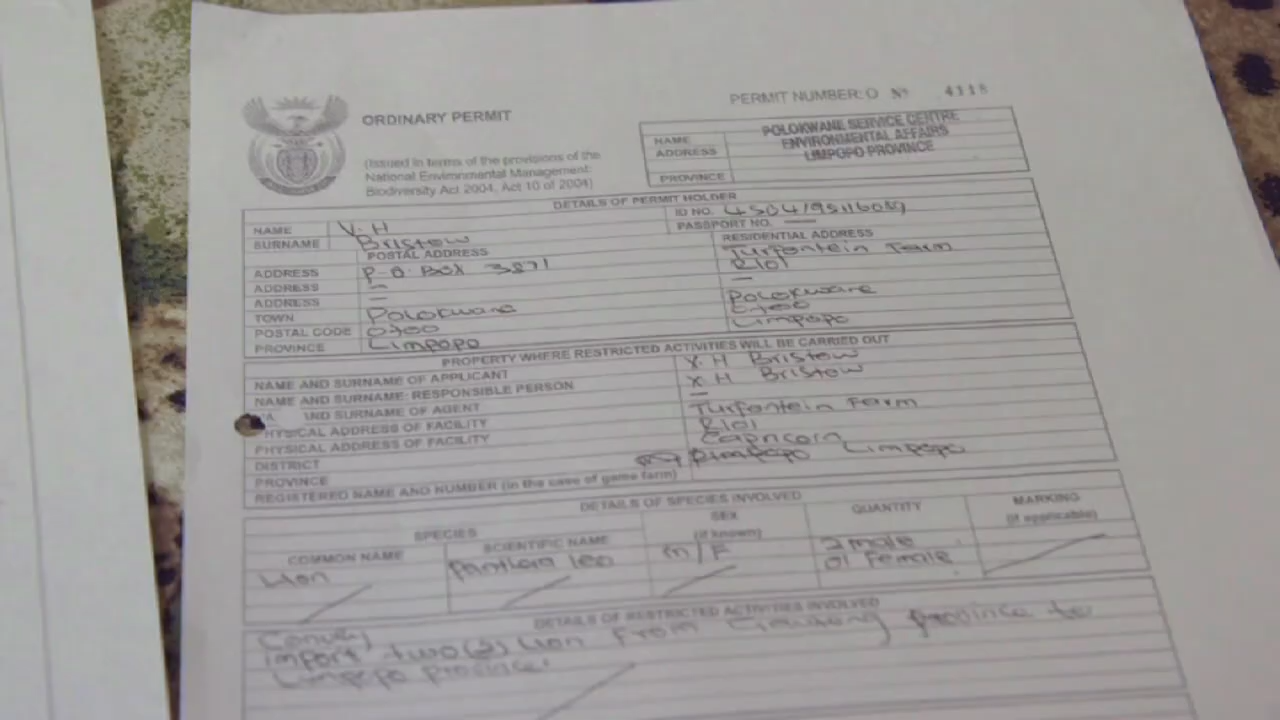 PERMIT NUMBER: O Nº 4118
ORDINARY PERMIT
(Issued in terms of the provisions of the
National Environmental Management:
Biodiversity Act 2004, Act 10 of 2004)
NAME POLOKWANE SERVICE CENTRE
ADDRESS ENVIRONMENTAL AFFAIRS
LIMPOPO PROVINCE
PROVINCE
DETAILS OF PERMIT HOLDER
NAME V.H ID NO.
SURNAME Bristow PASSPORT NO. —
POSTAL ADDRESS RESIDENTIAL ADDRESS
ADDRESS P.O. Box 3871 Turfontein Farm
ADDRESS — R101
ADDRESS — —
TOWN Polokwane Polokwane
POSTAL CODE 0700 0700
PROVINCE Limpopo Limpopo
PROPERTY WHERE RESTRICTED ACTIVITIES WILL BE CARRIED OUT
NAME AND SURNAME OF APPLICANT V.H Bristow
NAME AND SURNAME: RESPONSIBLE PERSON V H Bristow
ND SURNAME OF AGENT —
PHYSICAL ADDRESS OF FACILITY Turfontein Farm
PHYSICAL ADDRESS OF FACILITY R101
DISTRICT Capricorn
PROVINCE Limpopo
REGISTERED NAME AND NUMBER (in the case of game farm)
DETAILS OF SPECIES INVOLVED
SPECIES SEX QUANTITY MARKING
COMMON NAME SCIENTIFIC NAME (if known) (if applicable)
Lion Panthera leo M/F 2 male
01 Female
DETAILS OF RESTRICTED ACTIVITIES INVOLVED
Convey
import two(2) Lion From Gauteng province to
Limpopo province.